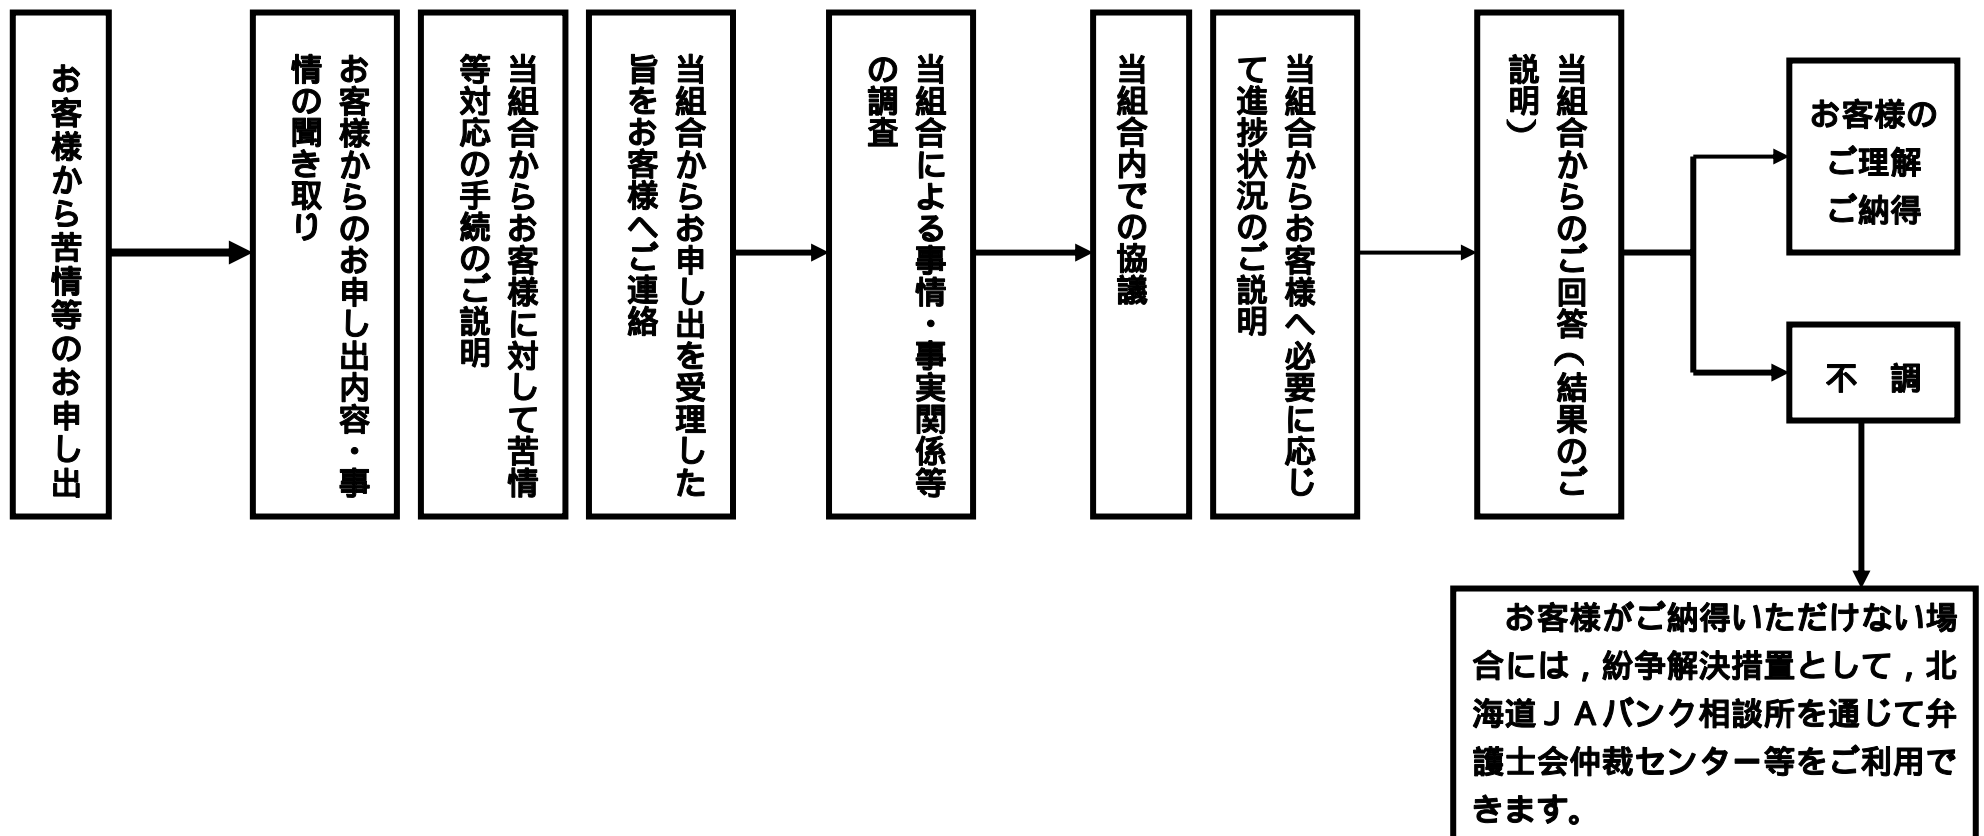 お客様から苦情等のお申し出
お客様からのお申し出内容・事
情の聞き取り
当組合からお客様に対して苦情
等対応の手続のご説明
当組合からお申し出を受理した
旨をお客様へご連絡
当組合による事情・事実関係等
の調査
当組合内での協議
当組合からお客様へ必要に応じ
て進捗状況のご説明
当組合からのご回答（結果のご
説明）
お客様の
ご理解
ご納得
不　調
　お客様がご納得いただけない場
合には，紛争解決措置として，北
海道ＪＡバンク相談所を通じて弁
護士会仲裁センター等をご利用で
きます。